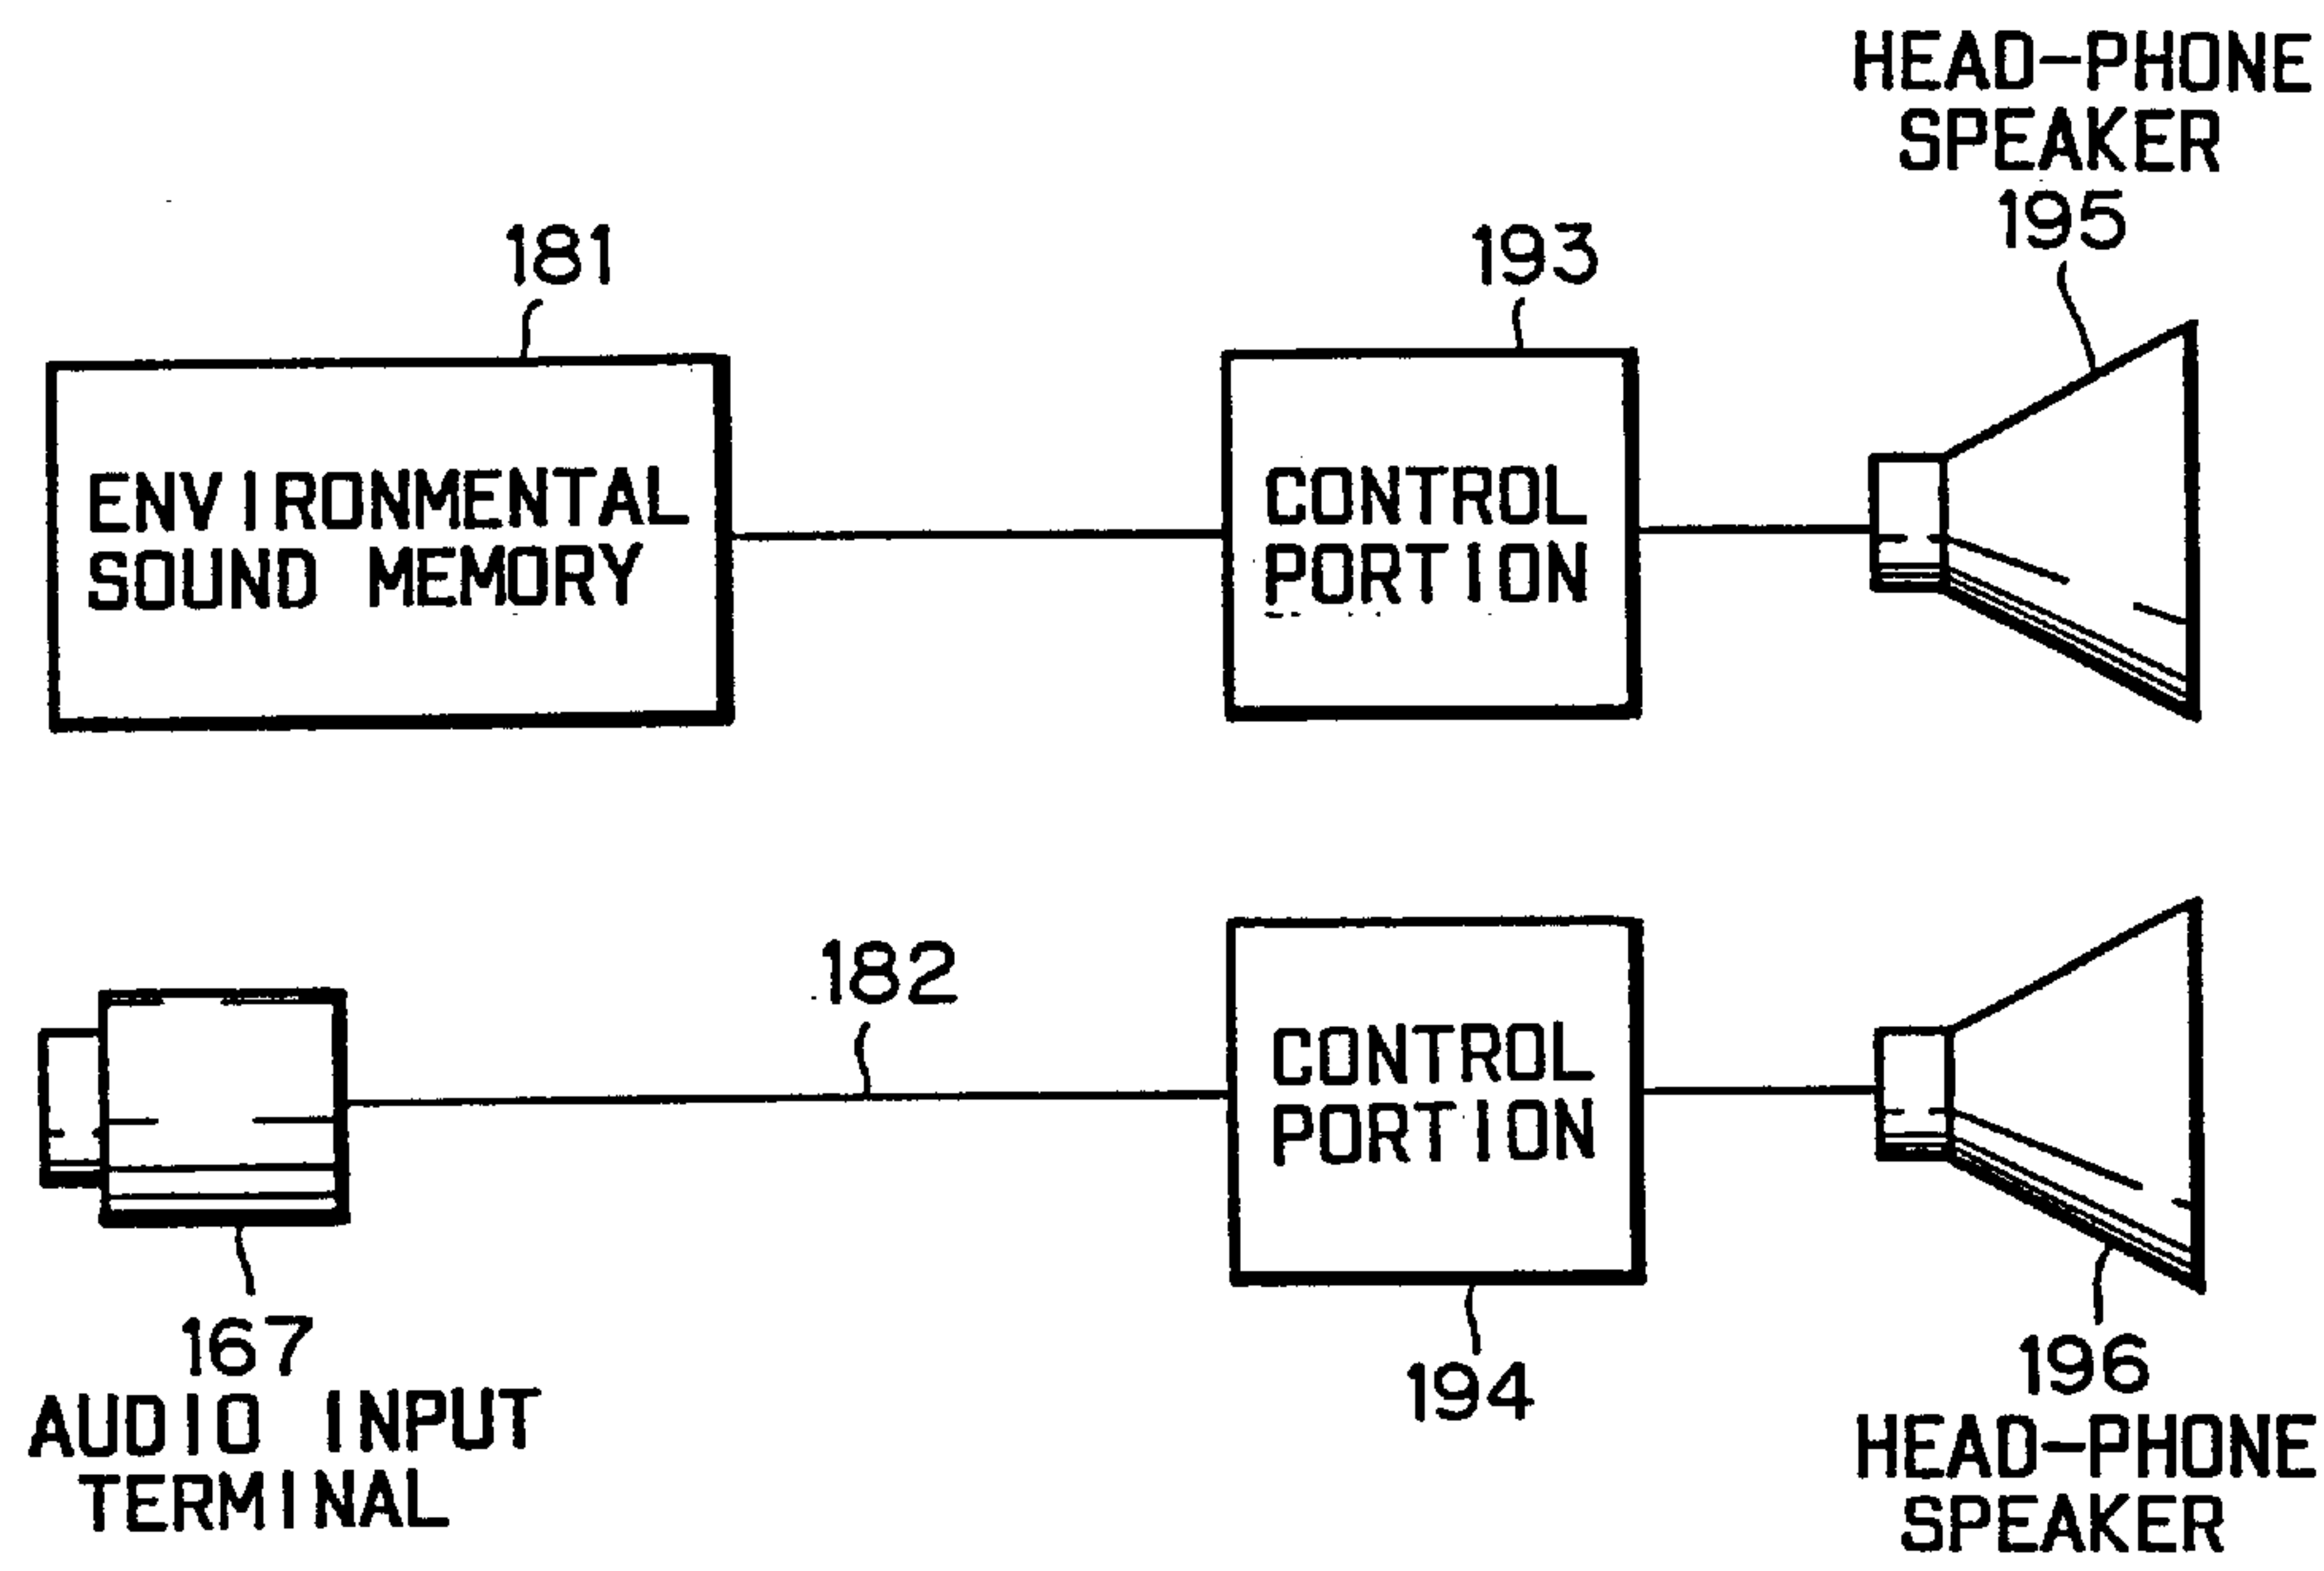 HEAD-PHONE
SPEAKER
195
181
193
ENVIRONMENTAL
SOUND MEMORY
CONTROL
PORTION
182
CONTROL
PORTION
167
AUDIO INPUT
TERMINAL
194
196
HEAD-PHONE
SPEAKER